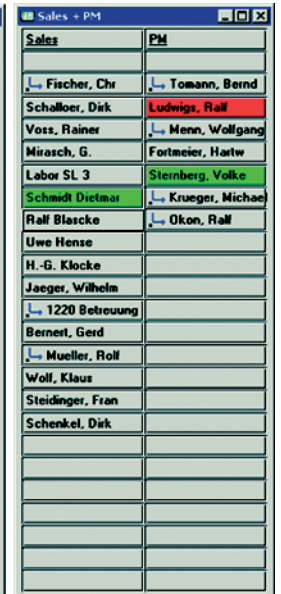 Sales + PM
Sales PM
Fischer, Chr Tomann, Bernd
Schalloer, Dirk Ludwigs, Ralf
Voss, Rainer Menn, Wolfgang
Mirasch, G. Fortmeier, Hartw
Labor SL 3 Sternberg, Volke
Schmidt Dietmar Krueger, Michael
Ralf Blascke Okon, Ralf
Uwe Hense
H.-G. Klocke
Jaeger, Wilhelm
1220 Betreuung
Bernert, Gerd
Mueller, Rolf
Wolf, Klaus
Steidinger, Fran
Schenkel, Dirk